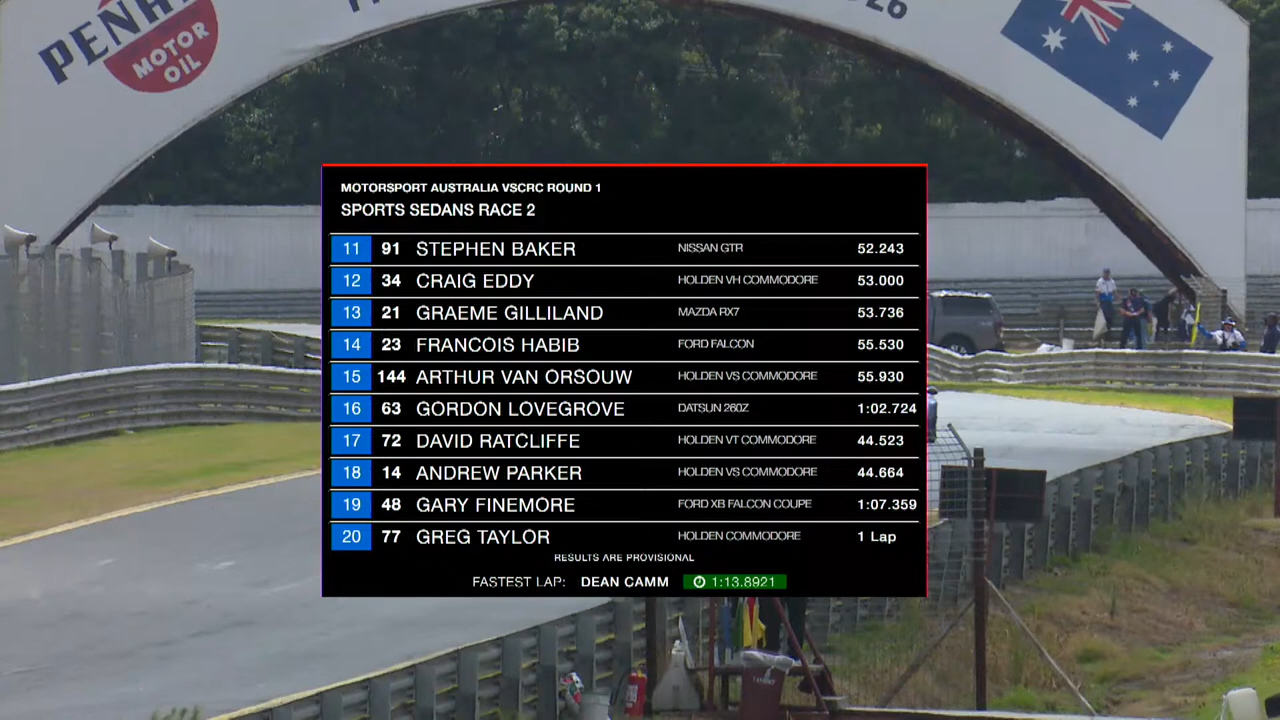 PENRITE
MOTOR
OIL
MOTORSPORT AUSTRALIA VSCRC ROUND 1
SPORTS SEDANS RACE 2
11 91 STEPHEN BAKER NISSAN GTR 52.243
12 34 CRAIG EDDY HOLDEN VH COMMODORE 53.000
13 21 GRAEME GILLILAND MAZDA RX7 53.736
14 23 FRANCOIS HABIB FORD FALCON 55.530
15 144 ARTHUR VAN ORSOUW HOLDEN VS COMMODORE 55.930
16 63 GORDON LOVEGROVE DATSUN 260Z 1:02.724
17 72 DAVID RATCLIFFE HOLDEN VT COMMODORE 44.523
18 14 ANDREW PARKER HOLDEN VS COMMODORE 44.664
19 48 GARY FINEMORE FORD XB FALCON COUPE 1:07.359
20 77 GREG TAYLOR HOLDEN COMMODORE 1 Lap
RESULTS ARE PROVISIONAL
FASTEST LAP: DEAN CAMM 1:13.8921